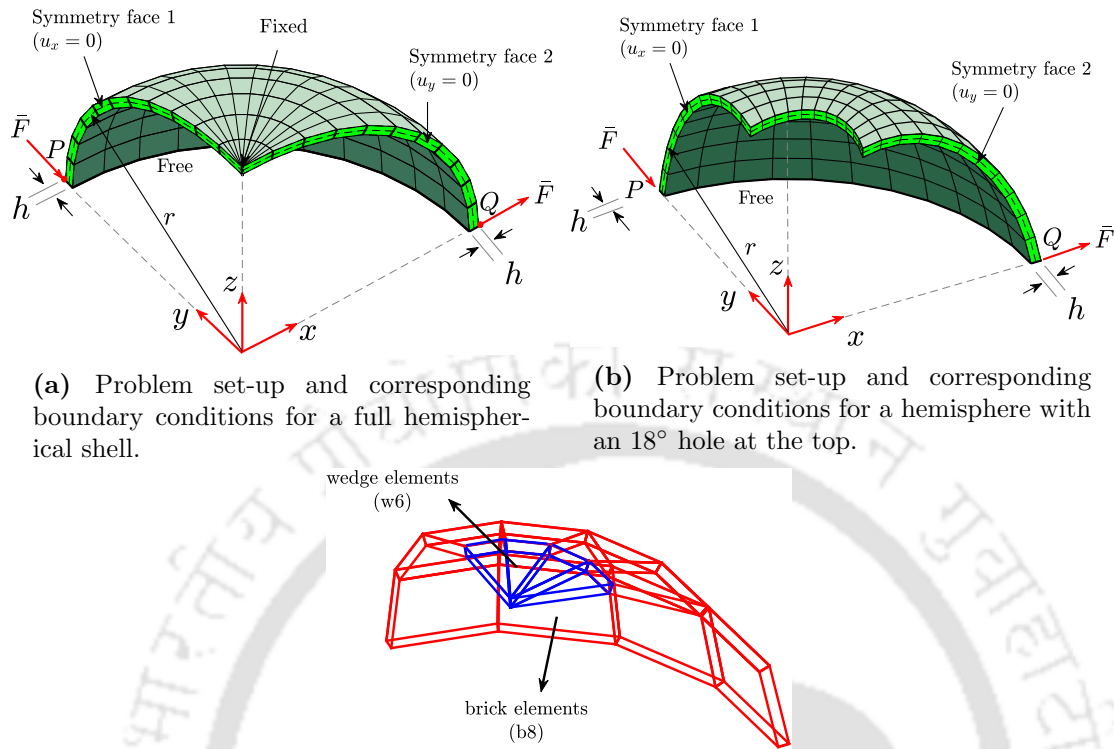 Symmetry face 1
(u_x = 0)
Fixed
Symmetry face 2
(u_y = 0)
F̄
P
Free
h
r
Q
F̄
h
z
y
x
(a) Problem set-up and corresponding
boundary conditions for a full hemispher-
ical shell.
Symmetry face 1
(u_x = 0)
Symmetry face 2
(u_y = 0)
F̄
P
Free
h
r
Q
F̄
h
z
y
x
(b) Problem set-up and corresponding
boundary conditions for a hemisphere with
an 18° hole at the top.
wedge elements
(w6)
brick elements
(b8)